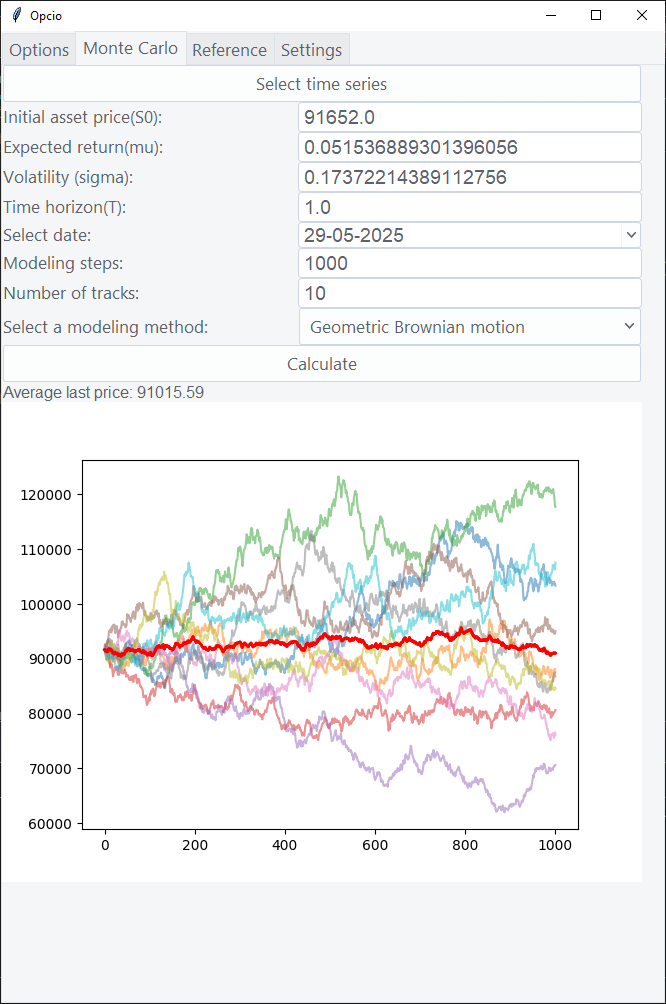 Opcio
Options Monte Carlo Reference Settings
Select time series
Initial asset price(S0): 91652.0
Expected return(mu): 0.051536889301396056
Volatility (sigma): 0.17372214389112756
Time horizon(T): 1.0
Select date: 29-05-2025
Modeling steps: 1000
Number of tracks: 10
Select a modeling method: Geometric Brownian motion
Calculate
Average last price: 91015.59
120000
110000
100000
90000
80000
70000
60000
0 200 400 600 800 1000